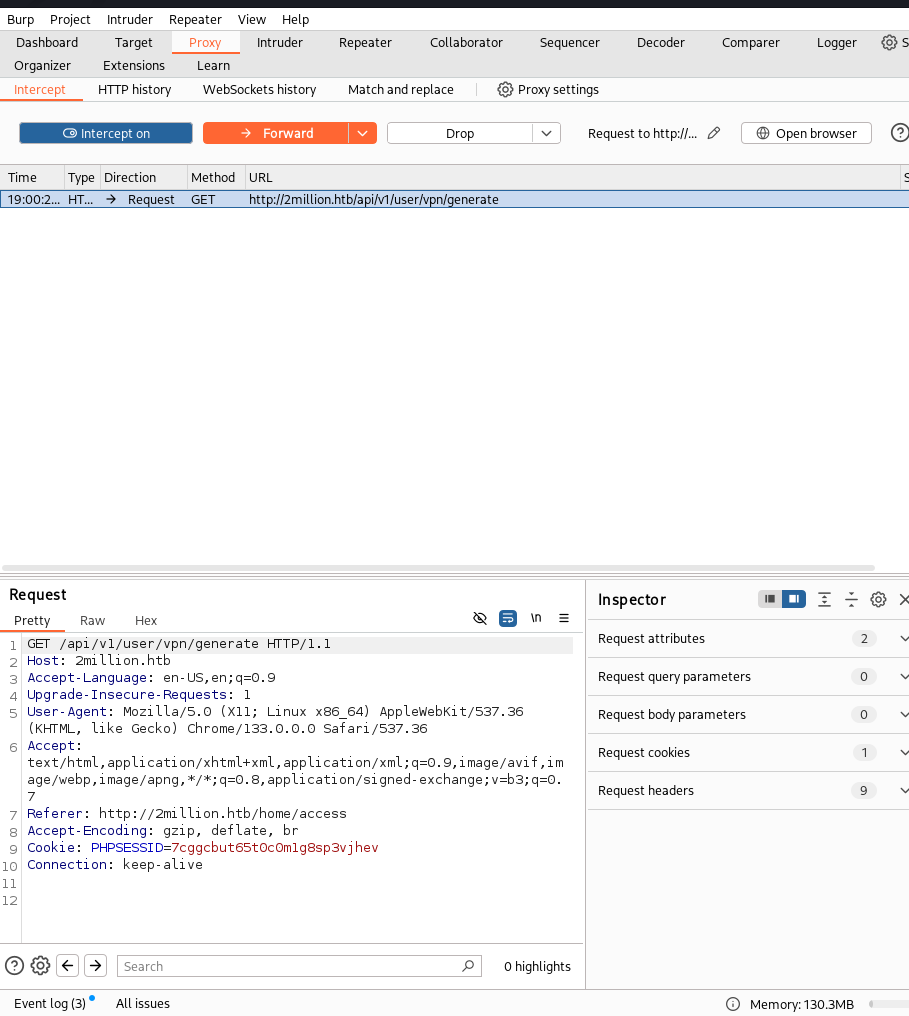 Burp Project Intruder Repeater View Help
Dashboard Target Proxy Intruder Repeater Collaborator Sequencer Decoder Comparer Logger S
Organizer Extensions Learn
Intercept HTTP history WebSockets history Match and replace Proxy settings
Intercept on Forward Drop Request to http://... Open browser
Time Type Direction Method URL S
19:00:2... HT... Request GET http://2million.htb/api/v1/user/vpn/generate
Request
Pretty Raw Hex \n
1 GET /api/v1/user/vpn/generate HTTP/1.1
2 Host: 2million.htb
3 Accept-Language: en-US,en;q=0.9
4 Upgrade-Insecure-Requests: 1
5 User-Agent: Mozilla/5.0 (X11; Linux x86_64) AppleWebKit/537.36
(KHTML, like Gecko) Chrome/133.0.0.0 Safari/537.36
6 Accept:
text/html,application/xhtml+xml,application/xml;q=0.9,image/avif,im
age/webp,image/apng,*/*;q=0.8,application/signed-exchange;v=b3;q=0.
7
7 Referer: http://2million.htb/home/access
8 Accept-Encoding: gzip, deflate, br
9 Cookie: PHPSESSID=7cggcbut65t0c0m1g8sp3vjhev
10 Connection: keep-alive
11
12
Inspector
Request attributes 2
Request query parameters 0
Request body parameters 0
Request cookies 1
Request headers 9
Search 0 highlights
Event log (3) All issues Memory: 130.3MB